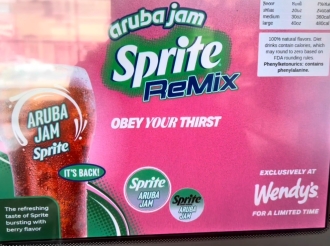 aruba jam
Sprite
ReMix
OBEY YOUR THIRST
medium 30oz
large 40oz
100% natural flavors. Diet
drinks contain calories, which
may round to zero based on
FDA rounding rules.
Phenylketonurics: contains
phenylalanine.
ARUBA
JAM
Sprite
IT'S BACK!
The refreshing
taste of Sprite
bursting with
berry flavor
Sprite
ARUBA
JAM
Sprite
ARUBA
JAM
EXCLUSIVELY AT
Wendy's
FOR A LIMITED TIME